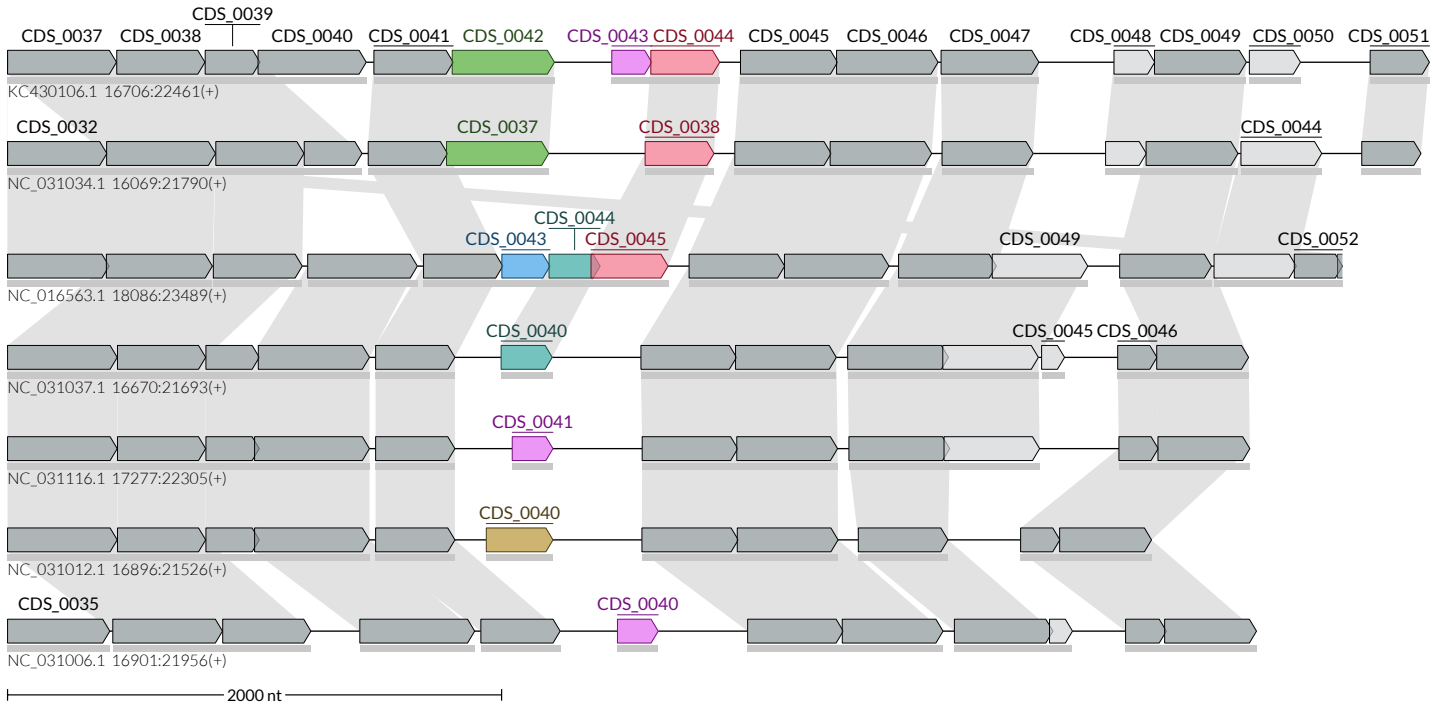 CDS_0039
CDS_0037 CDS_0038 CDS_0040 CDS_0041 CDS_0042 CDS_0043 CDS_0044 CDS_0045 CDS_0046 CDS_0047 CDS_0048 CDS_0049 CDS_0050 CDS_0051
KC430106.1 16706:22461(+)
CDS_0032 CDS_0037 CDS_0038 CDS_0044
NC_031034.1 16069:21790(+)
CDS_0044
CDS_0043 CDS_0045 CDS_0049 CDS_0052
NC_016563.1 18086:23489(+)
CDS_0040 CDS_0045 CDS_0046
NC_031037.1 16670:21693(+)
CDS_0041
NC_031116.1 17277:22305(+)
CDS_0040
NC_031012.1 16896:21526(+)
CDS_0035 CDS_0040
NC_031006.1 16901:21956(+)
2000 nt